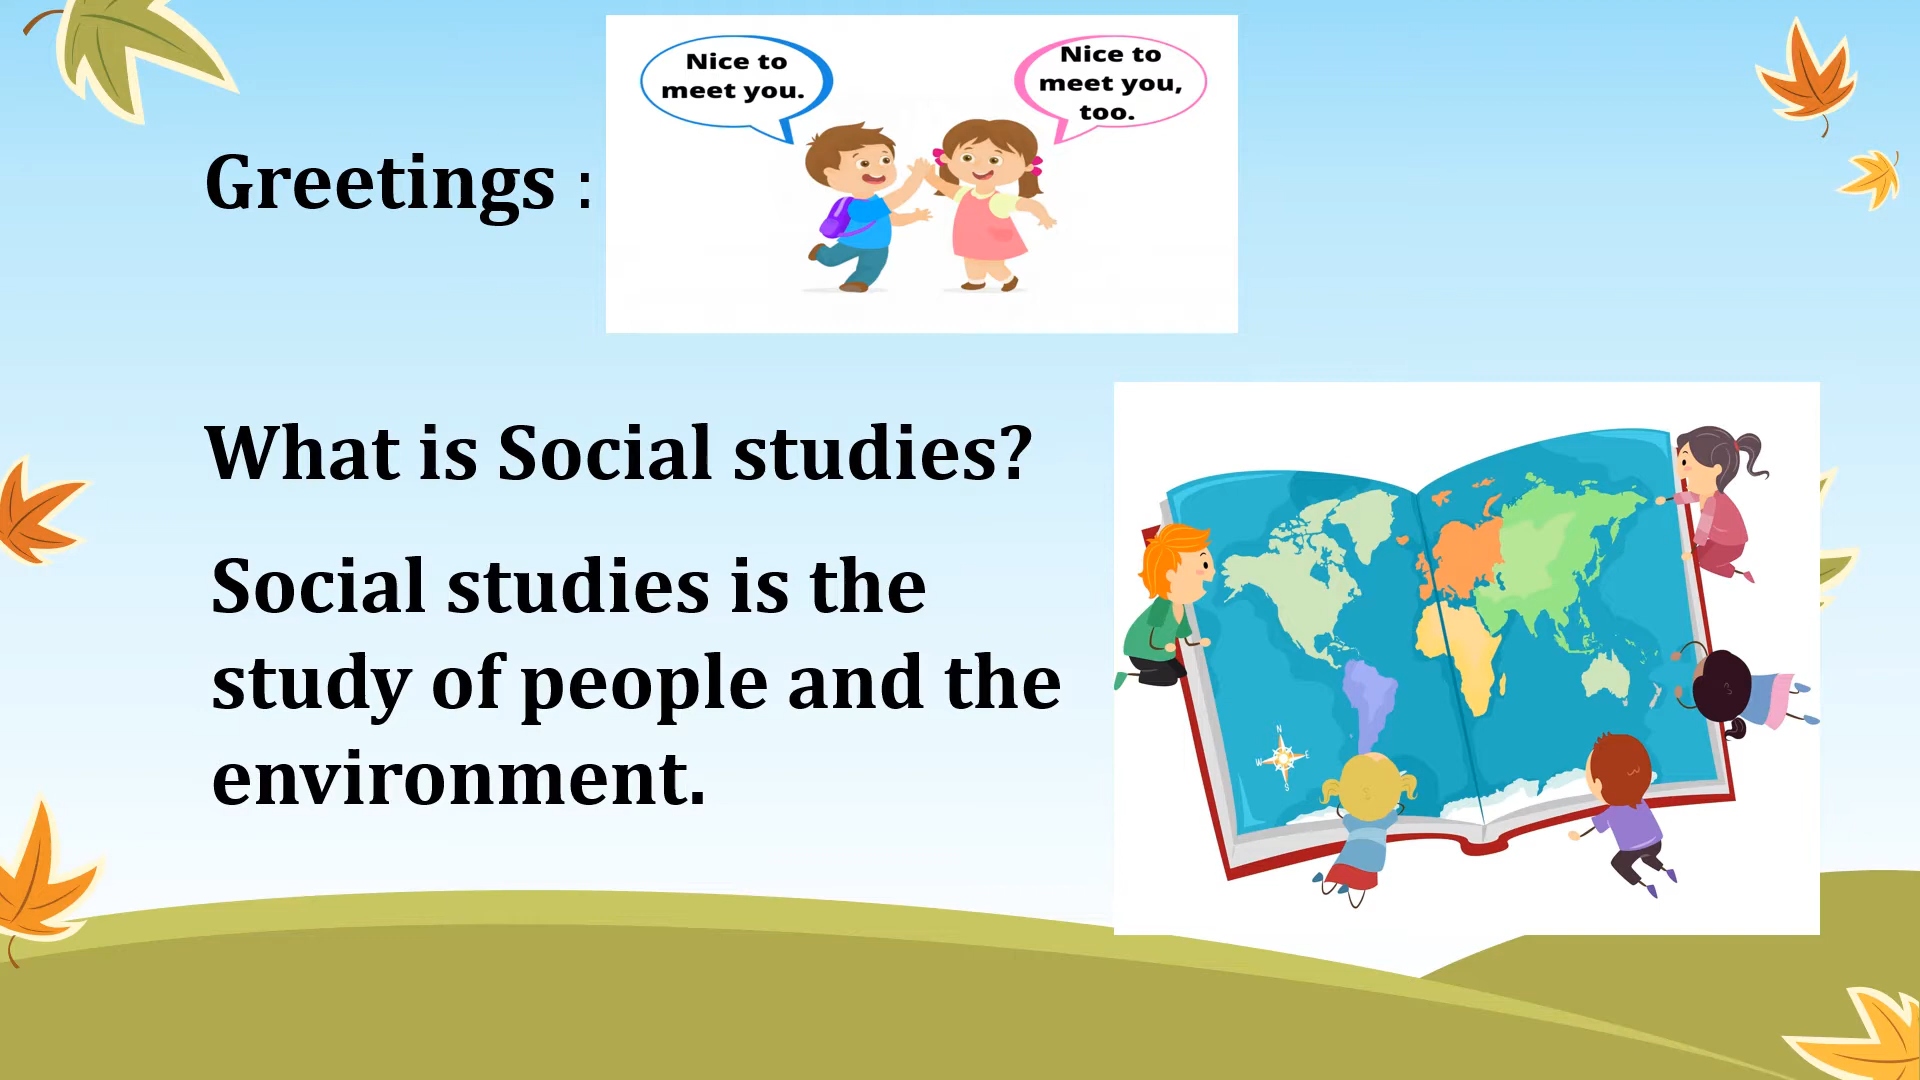 Nice to
meet you.
Nice to
meet you,
too.
Greetings :
What is Social studies?
Social studies is the
study of people and the
environment.
N
W
E
S